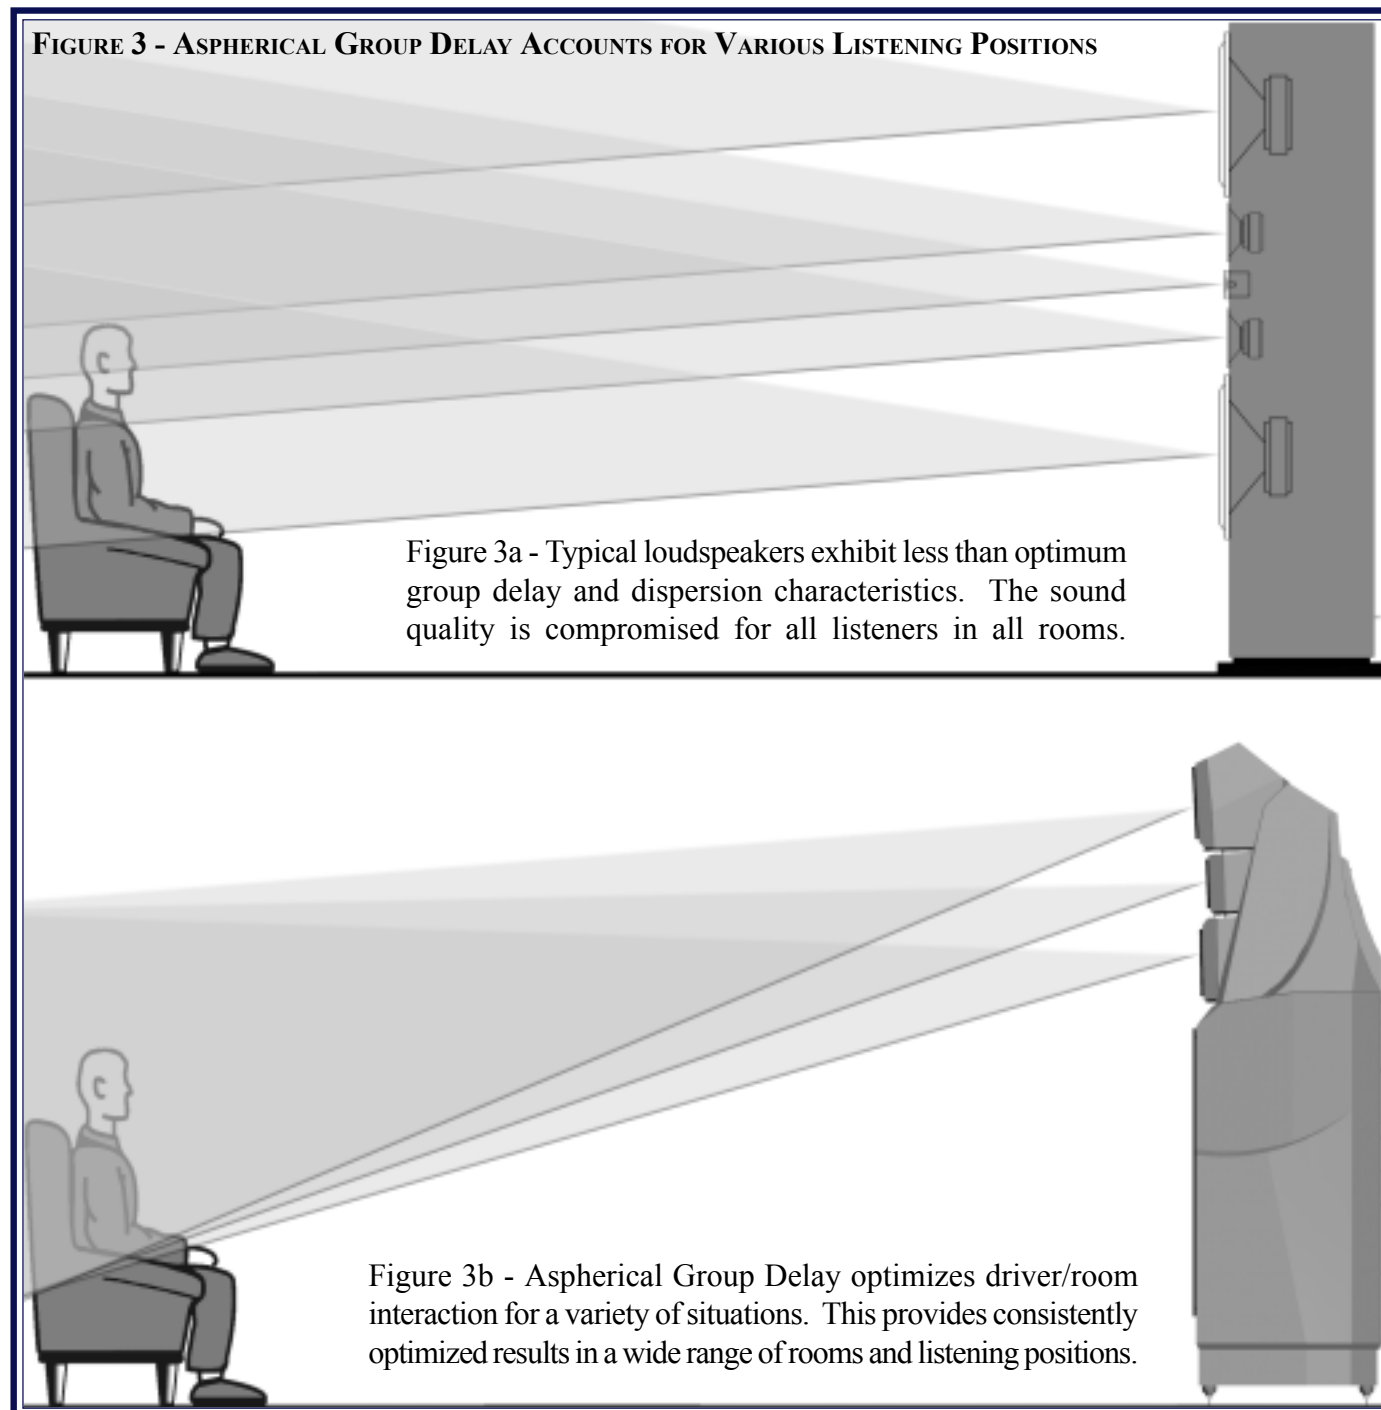 FIGURE 3 - ASPHERICAL GROUP DELAY ACCOUNTS FOR VARIOUS LISTENING POSITIONS
Figure 3a - Typical loudspeakers exhibit less than optimum
group delay and dispersion characteristics. The sound
quality is compromised for all listeners in all rooms.
Figure 3b - Aspherical Group Delay optimizes driver/room
interaction for a variety of situations. This provides consistently
optimized results in a wide range of rooms and listening positions.